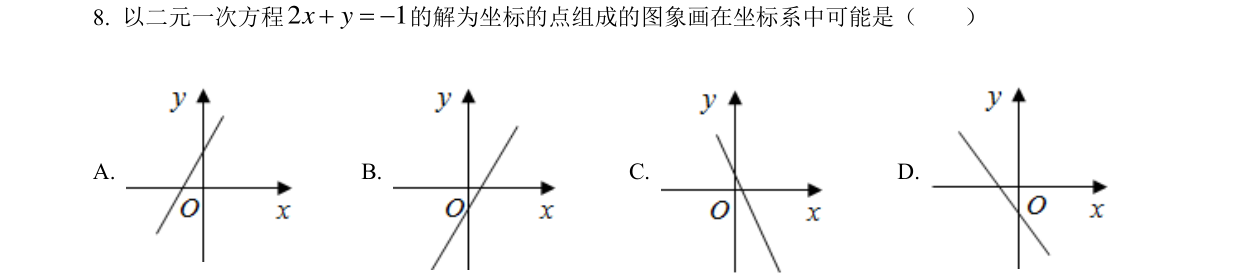 8. 以二元一次方程2x+y=−1的解为坐标的点组成的图象画在坐标系中可能是（　　）
A. y O x
B. y O x
C. y O x
D. y O x